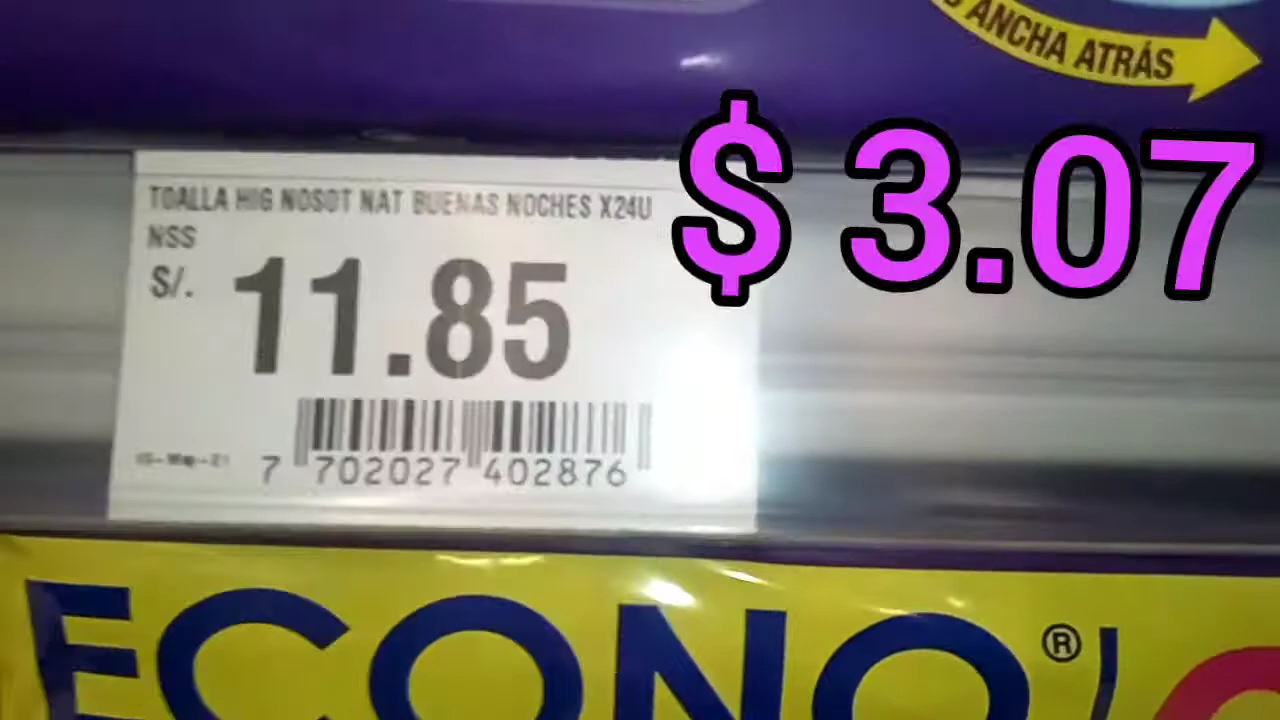 ANCHA ATRÁS
$ 3.07
TOALLA HIG NOSOT NAT BUENAS NOCHES X24U
NSS
S/. 11.85
7 702027 402876
ECONO®